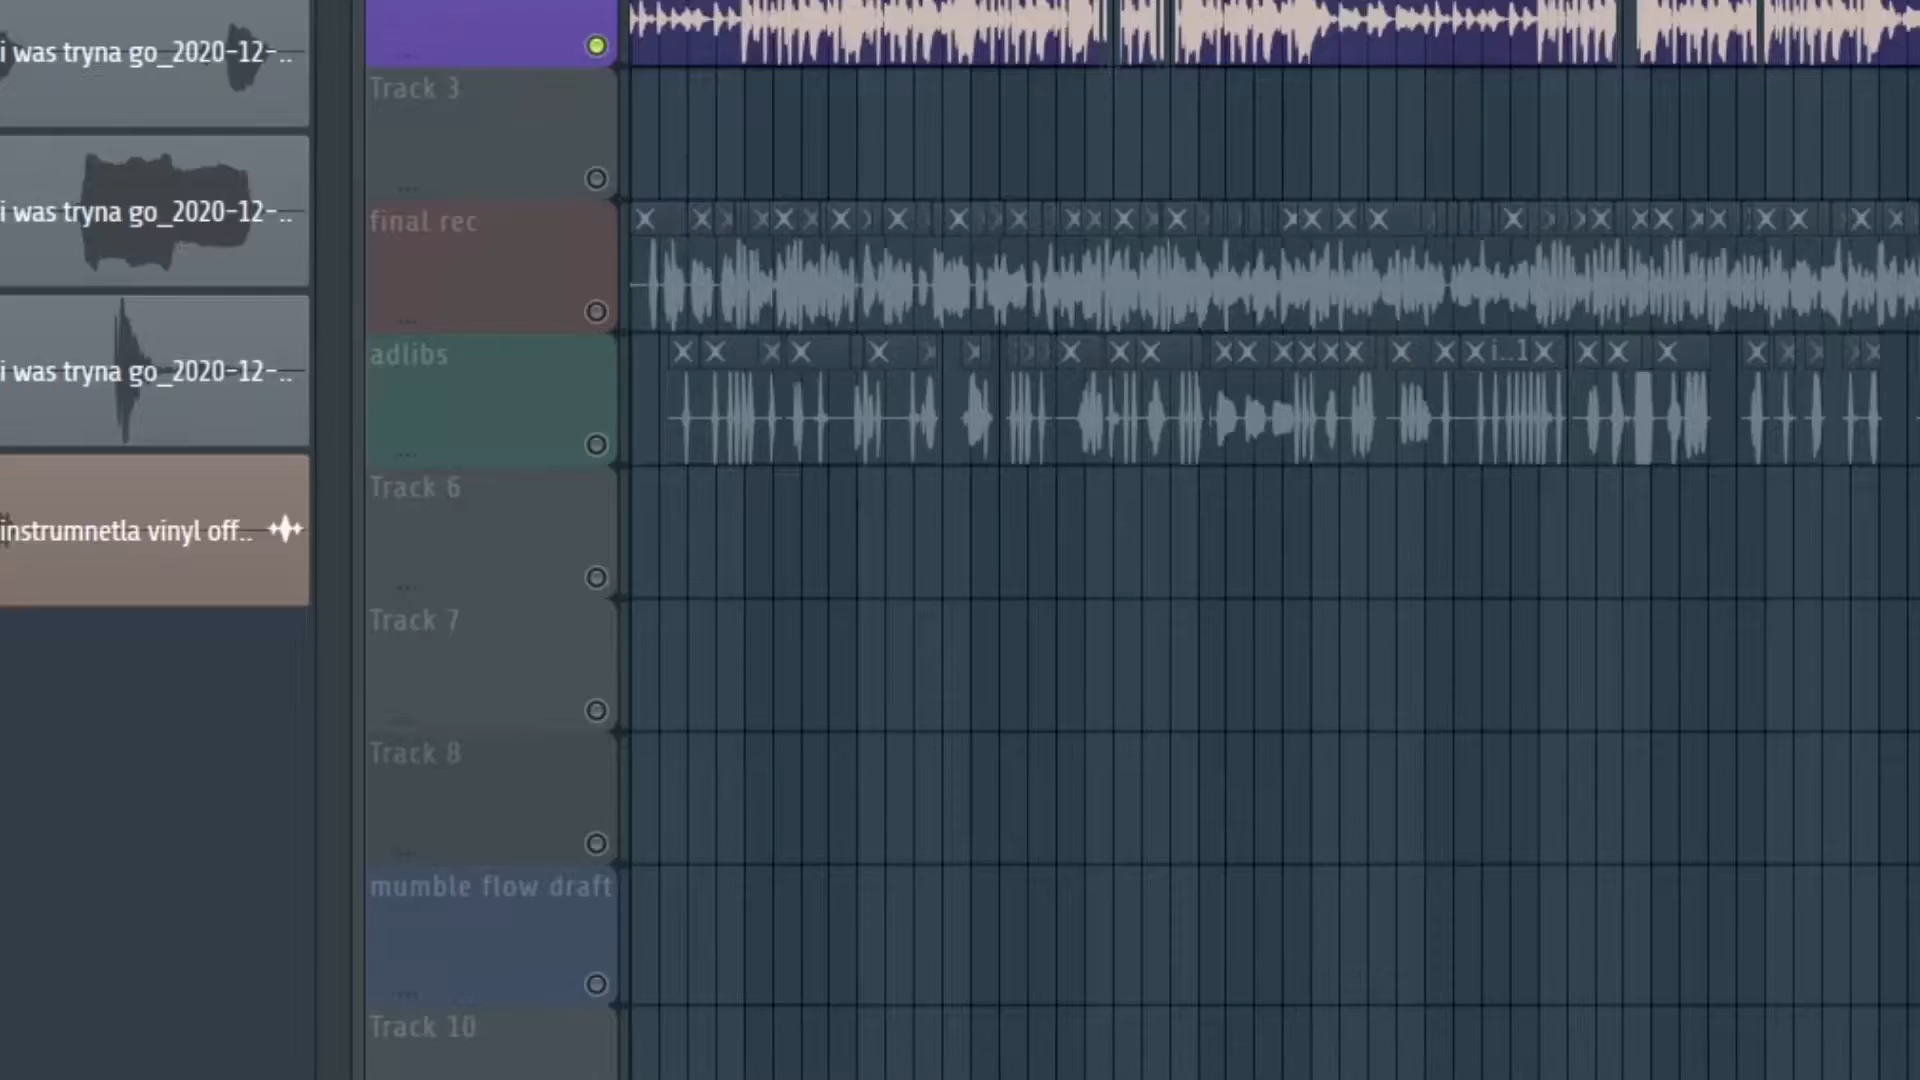 i was tryna go_2020-12-..
i was tryna go_2020-12-..
i was tryna go_2020-12-..
instrumnetla vinyl off..
Track 3
final rec
adlibs
i..1
Track 6
Track 7
Track 8
mumble flow draft
Track 10